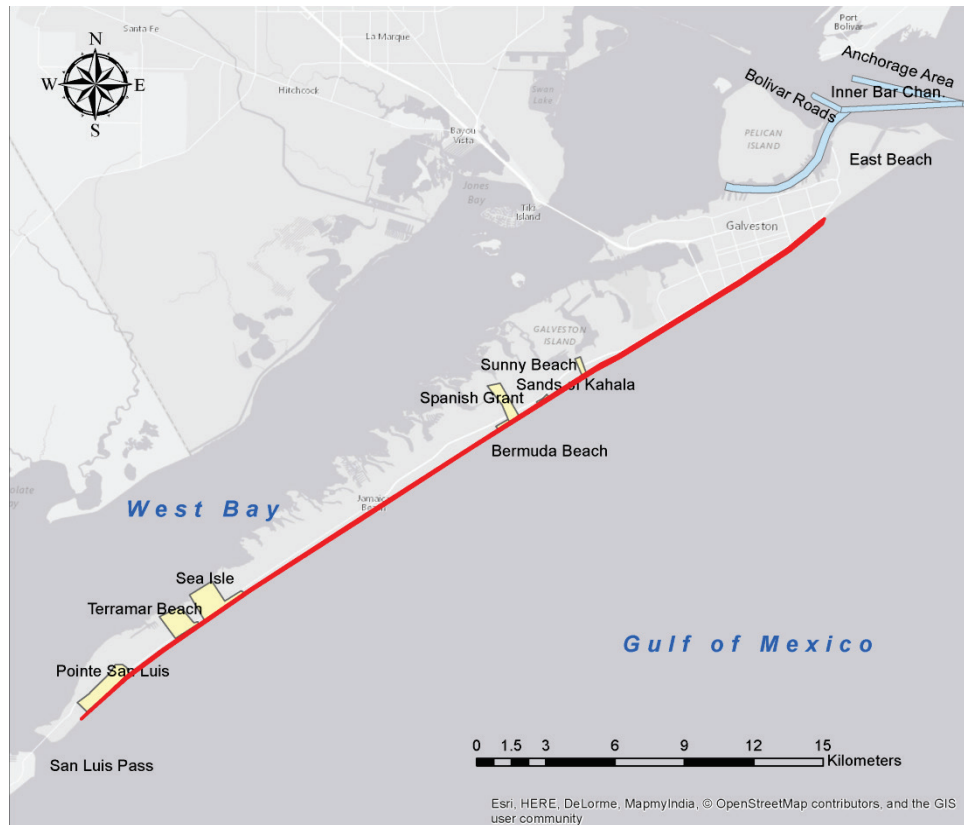 Port
Bolivar
Santa Fe
La Marque
N
W
E
S
Hitchcock
Swan
Lake
Anchorage Area
Inner Bar Chan.
Bolivar Roads
Bayou
Vista
PELICAN
ISLAND
East Beach
Jones
Bay
Tiki
Island
Galveston
GALVESTON
ISLAND
Sunny Beach
Sands of Kahala
Spanish Grant
Bermuda Beach
Jamaica
Beach
West Bay
Sea Isle
Terramar Beach
Gulf of Mexico
Pointe San Luis
San Luis Pass
0 1.5 3 6 9 12 15
Kilometers
Esri, HERE, DeLorme, MapmyIndia, © OpenStreetMap contributors, and the GIS
user community